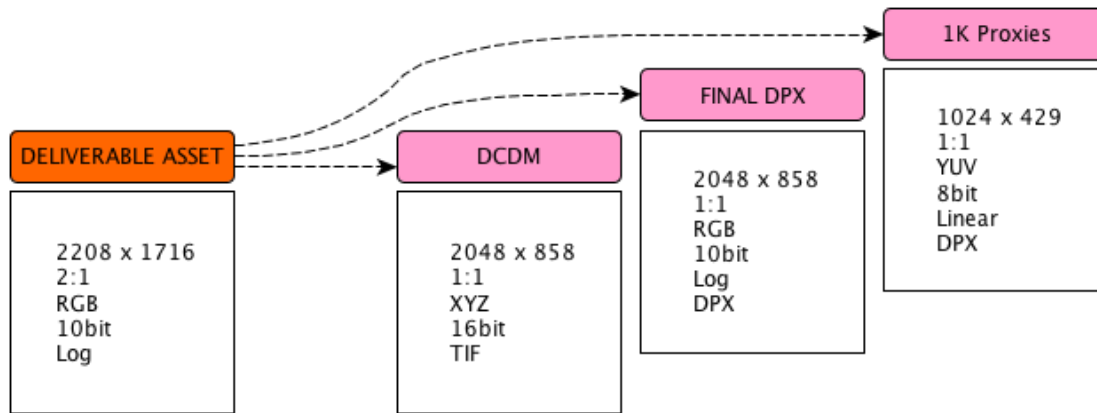 DELIVERABLE ASSET
2208 x 1716
2:1
RGB
10bit
Log
DCDM
2048 x 858
1:1
XYZ
16bit
TIF
FINAL DPX
2048 x 858
1:1
RGB
10bit
Log
DPX
1K Proxies
1024 x 429
1:1
YUV
8bit
Linear
DPX